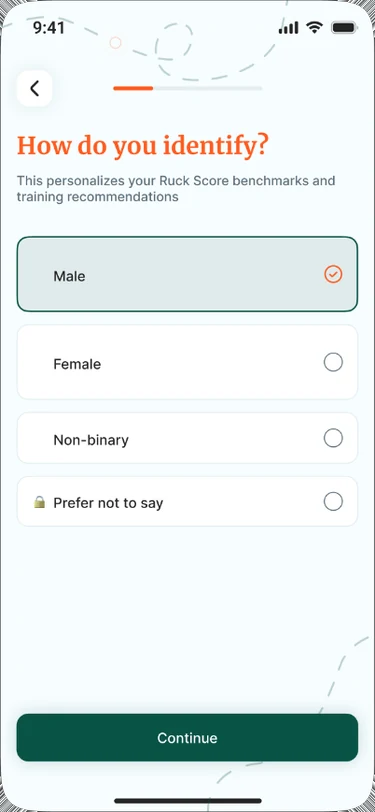 9:41
How do you identify?
This personalizes your Ruck Score benchmarks and
training recommendations
Male
Female
Non-binary
Prefer not to say
Continue